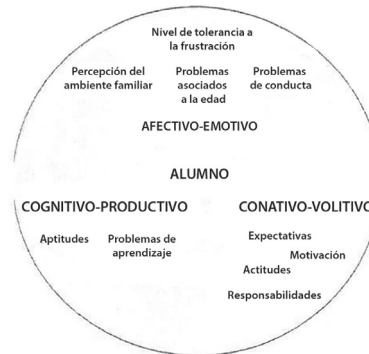 Nivel de tolerancia a
la frustración
Percepción del
ambiente familiar
Problemas
asociados
a la edad
Problemas
de conducta
AFECTIVO-EMOTIVO
ALUMNO
COGNITIVO-PRODUCTIVO
CONATIVO-VOLITIVO
Aptitudes
Problemas de
aprendizaje
Expectativas
Motivación
Actitudes
Responsabilidades